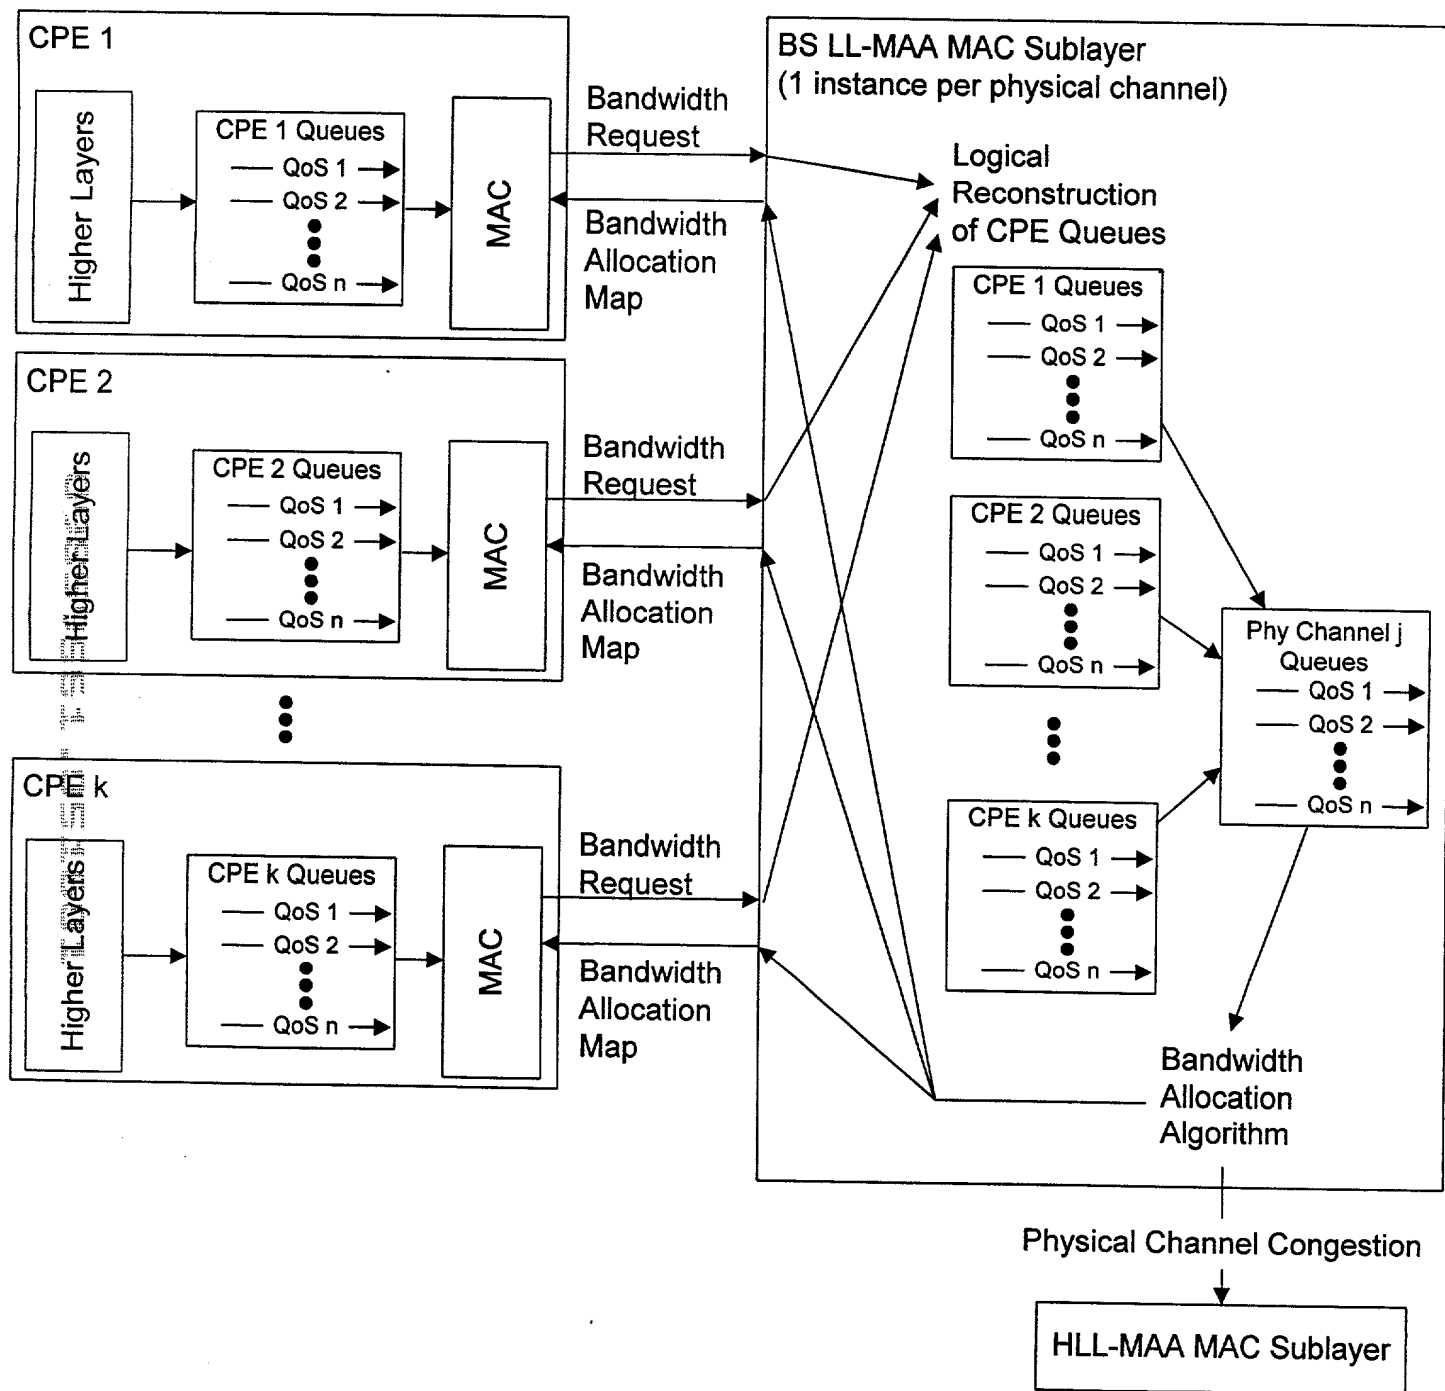 CPE 1
Higher Layers
CPE 1 Queues
QoS 1
QoS 2
QoS n
MAC
Bandwidth
Request
Bandwidth
Allocation
Map
CPE 2
Higher Layers
CPE 2 Queues
QoS 1
QoS 2
QoS n
MAC
Bandwidth
Request
Bandwidth
Allocation
Map
CPE k
Higher Layers
CPE k Queues
QoS 1
QoS 2
QoS n
MAC
Bandwidth
Request
Bandwidth
Allocation
Map
BS LL-MAA MAC Sublayer
(1 instance per physical channel)
Logical
Reconstruction
of CPE Queues
CPE 1 Queues
QoS 1
QoS 2
QoS n
CPE 2 Queues
QoS 1
QoS 2
QoS n
CPE k Queues
QoS 1
QoS 2
QoS n
Phy Channel j
Queues
QoS 1
QoS 2
QoS n
Bandwidth
Allocation
Algorithm
Physical Channel Congestion
HLL-MAA MAC Sublayer